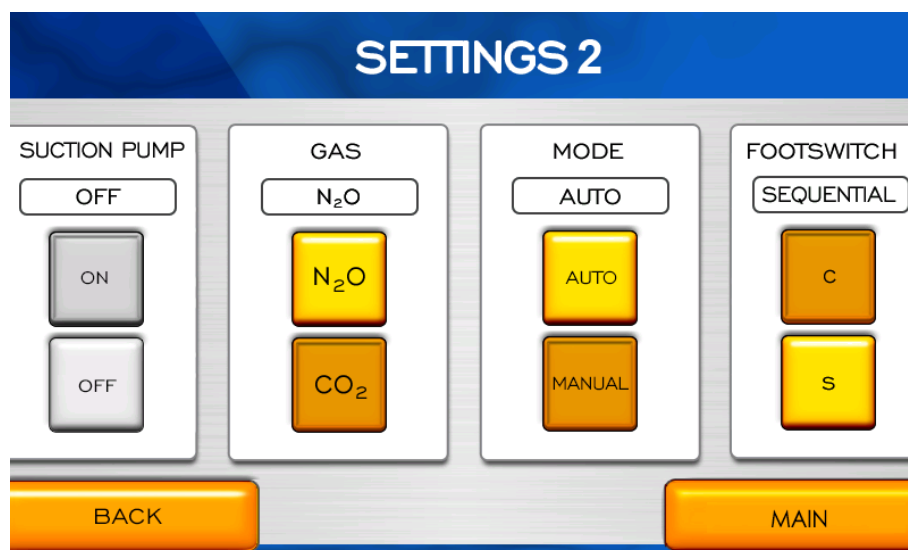 SETTINGS 2
SUCTION PUMP
OFF
ON
OFF
GAS
N₂O
N₂O
CO₂
MODE
AUTO
AUTO
MANUAL
FOOTSWITCH
SEQUENTIAL
C
S
BACK
MAIN